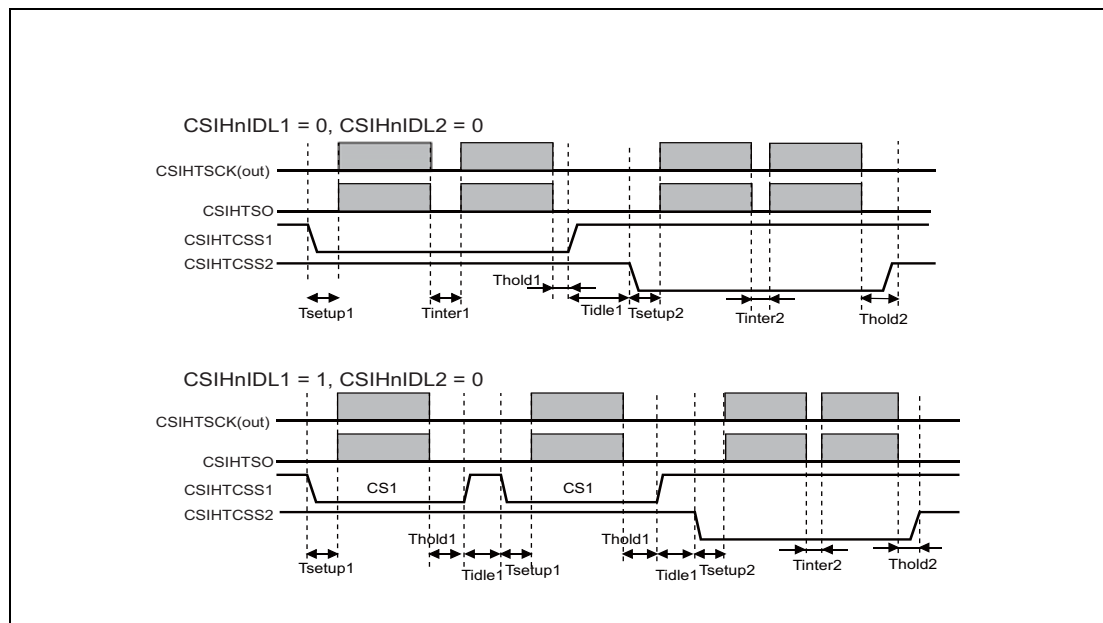 CSIHnIDL1 = 0, CSIHnIDL2 = 0
CSIHTSCK(out)
CSIHTSO
CSIHTCSS1
CSIHTCSS2
Thold1
Tsetup1
Tinter1
Tidle1
Tsetup2
Tinter2
Thold2
CSIHnIDL1 = 1, CSIHnIDL2 = 0
CSIHTSCK(out)
CSIHTSO
CSIHTCSS1
CS1
CS1
CSIHTCSS2
Thold1
Thold1
Tsetup1
Tidle1
Tsetup1
Tidle1
Tsetup2
Tinter2
Thold2